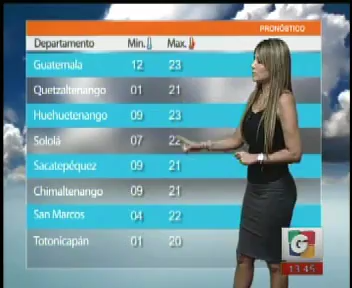 PRONÓSTICO
Departamento Min. Max.
Guatemala 12 23
Quetzaltenango 01 21
Huehuetenango 09 23
Sololá 07 22
Sacatepéquez 09 21
Chimaltenango 09 21
San Marcos 04 22
Totonicapán 01 20
G
13:45